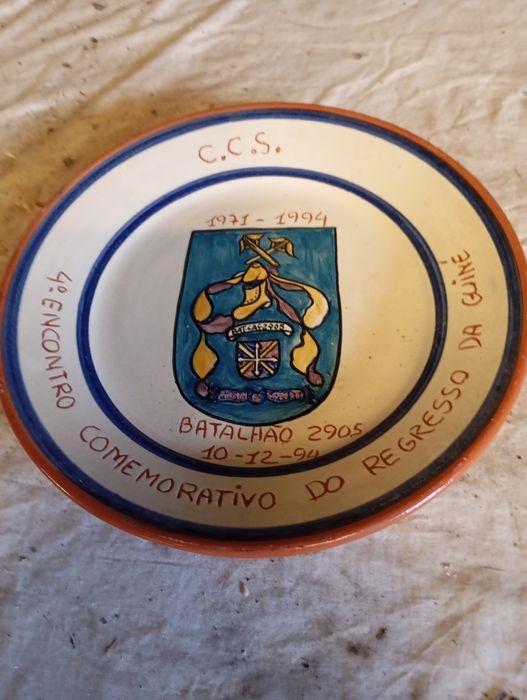 C.C.S.
1971 - 1994
BAT. CAÇ 2905
BATALHÃO 2905
10-12-94
4º ENCONTRO COMEMORATIVO DO REGRESSO DA GUINÉ